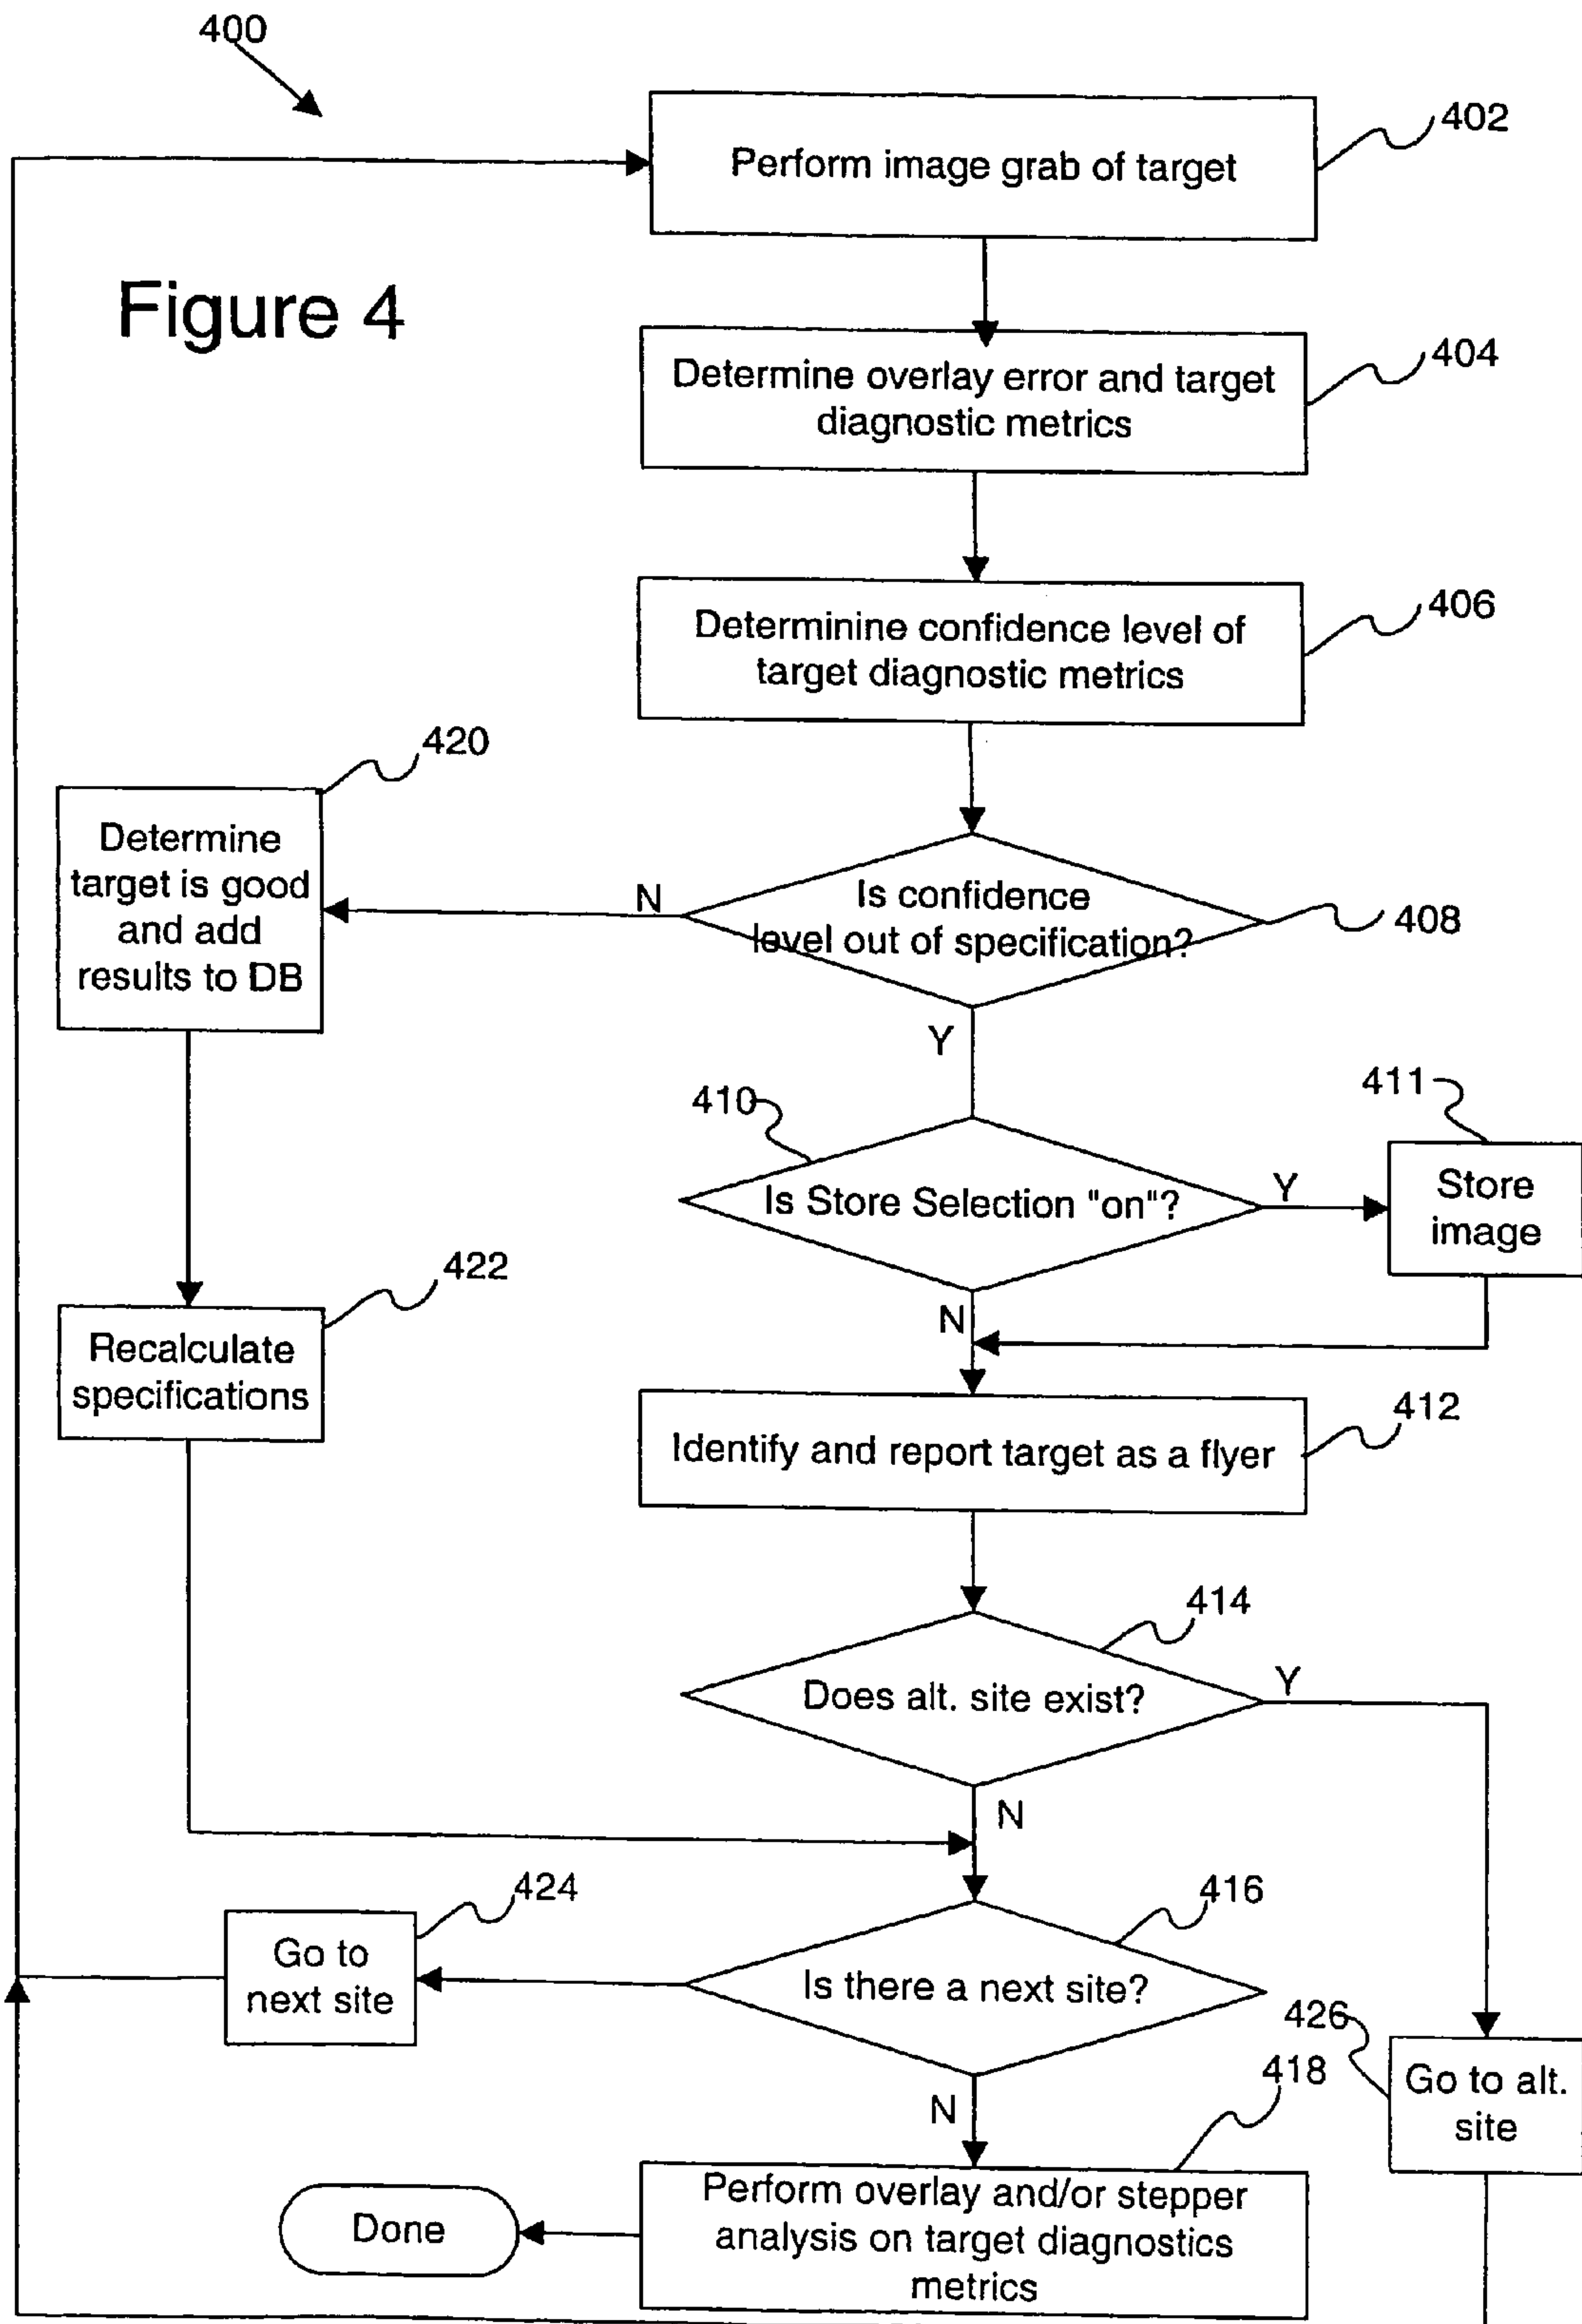 400
Perform image grab of target
402
Figure 4
Determine overlay error and target
diagnostic metrics
404
Determinine confidence level of
target diagnostic metrics
406
420
Determine
target is good
and add
results to DB
N
Is confidence
level out of specification?
408
Y
410
Is Store Selection "on"?
Y
411
Store
image
N
422
Recalculate
specifications
Identify and report target as a flyer
412
414
Does alt. site exist?
Y
N
424
Go to
next site
416
Is there a next site?
426
Go to alt.
site
N
418
Perform overlay and/or stepper
analysis on target diagnostics
metrics
Done